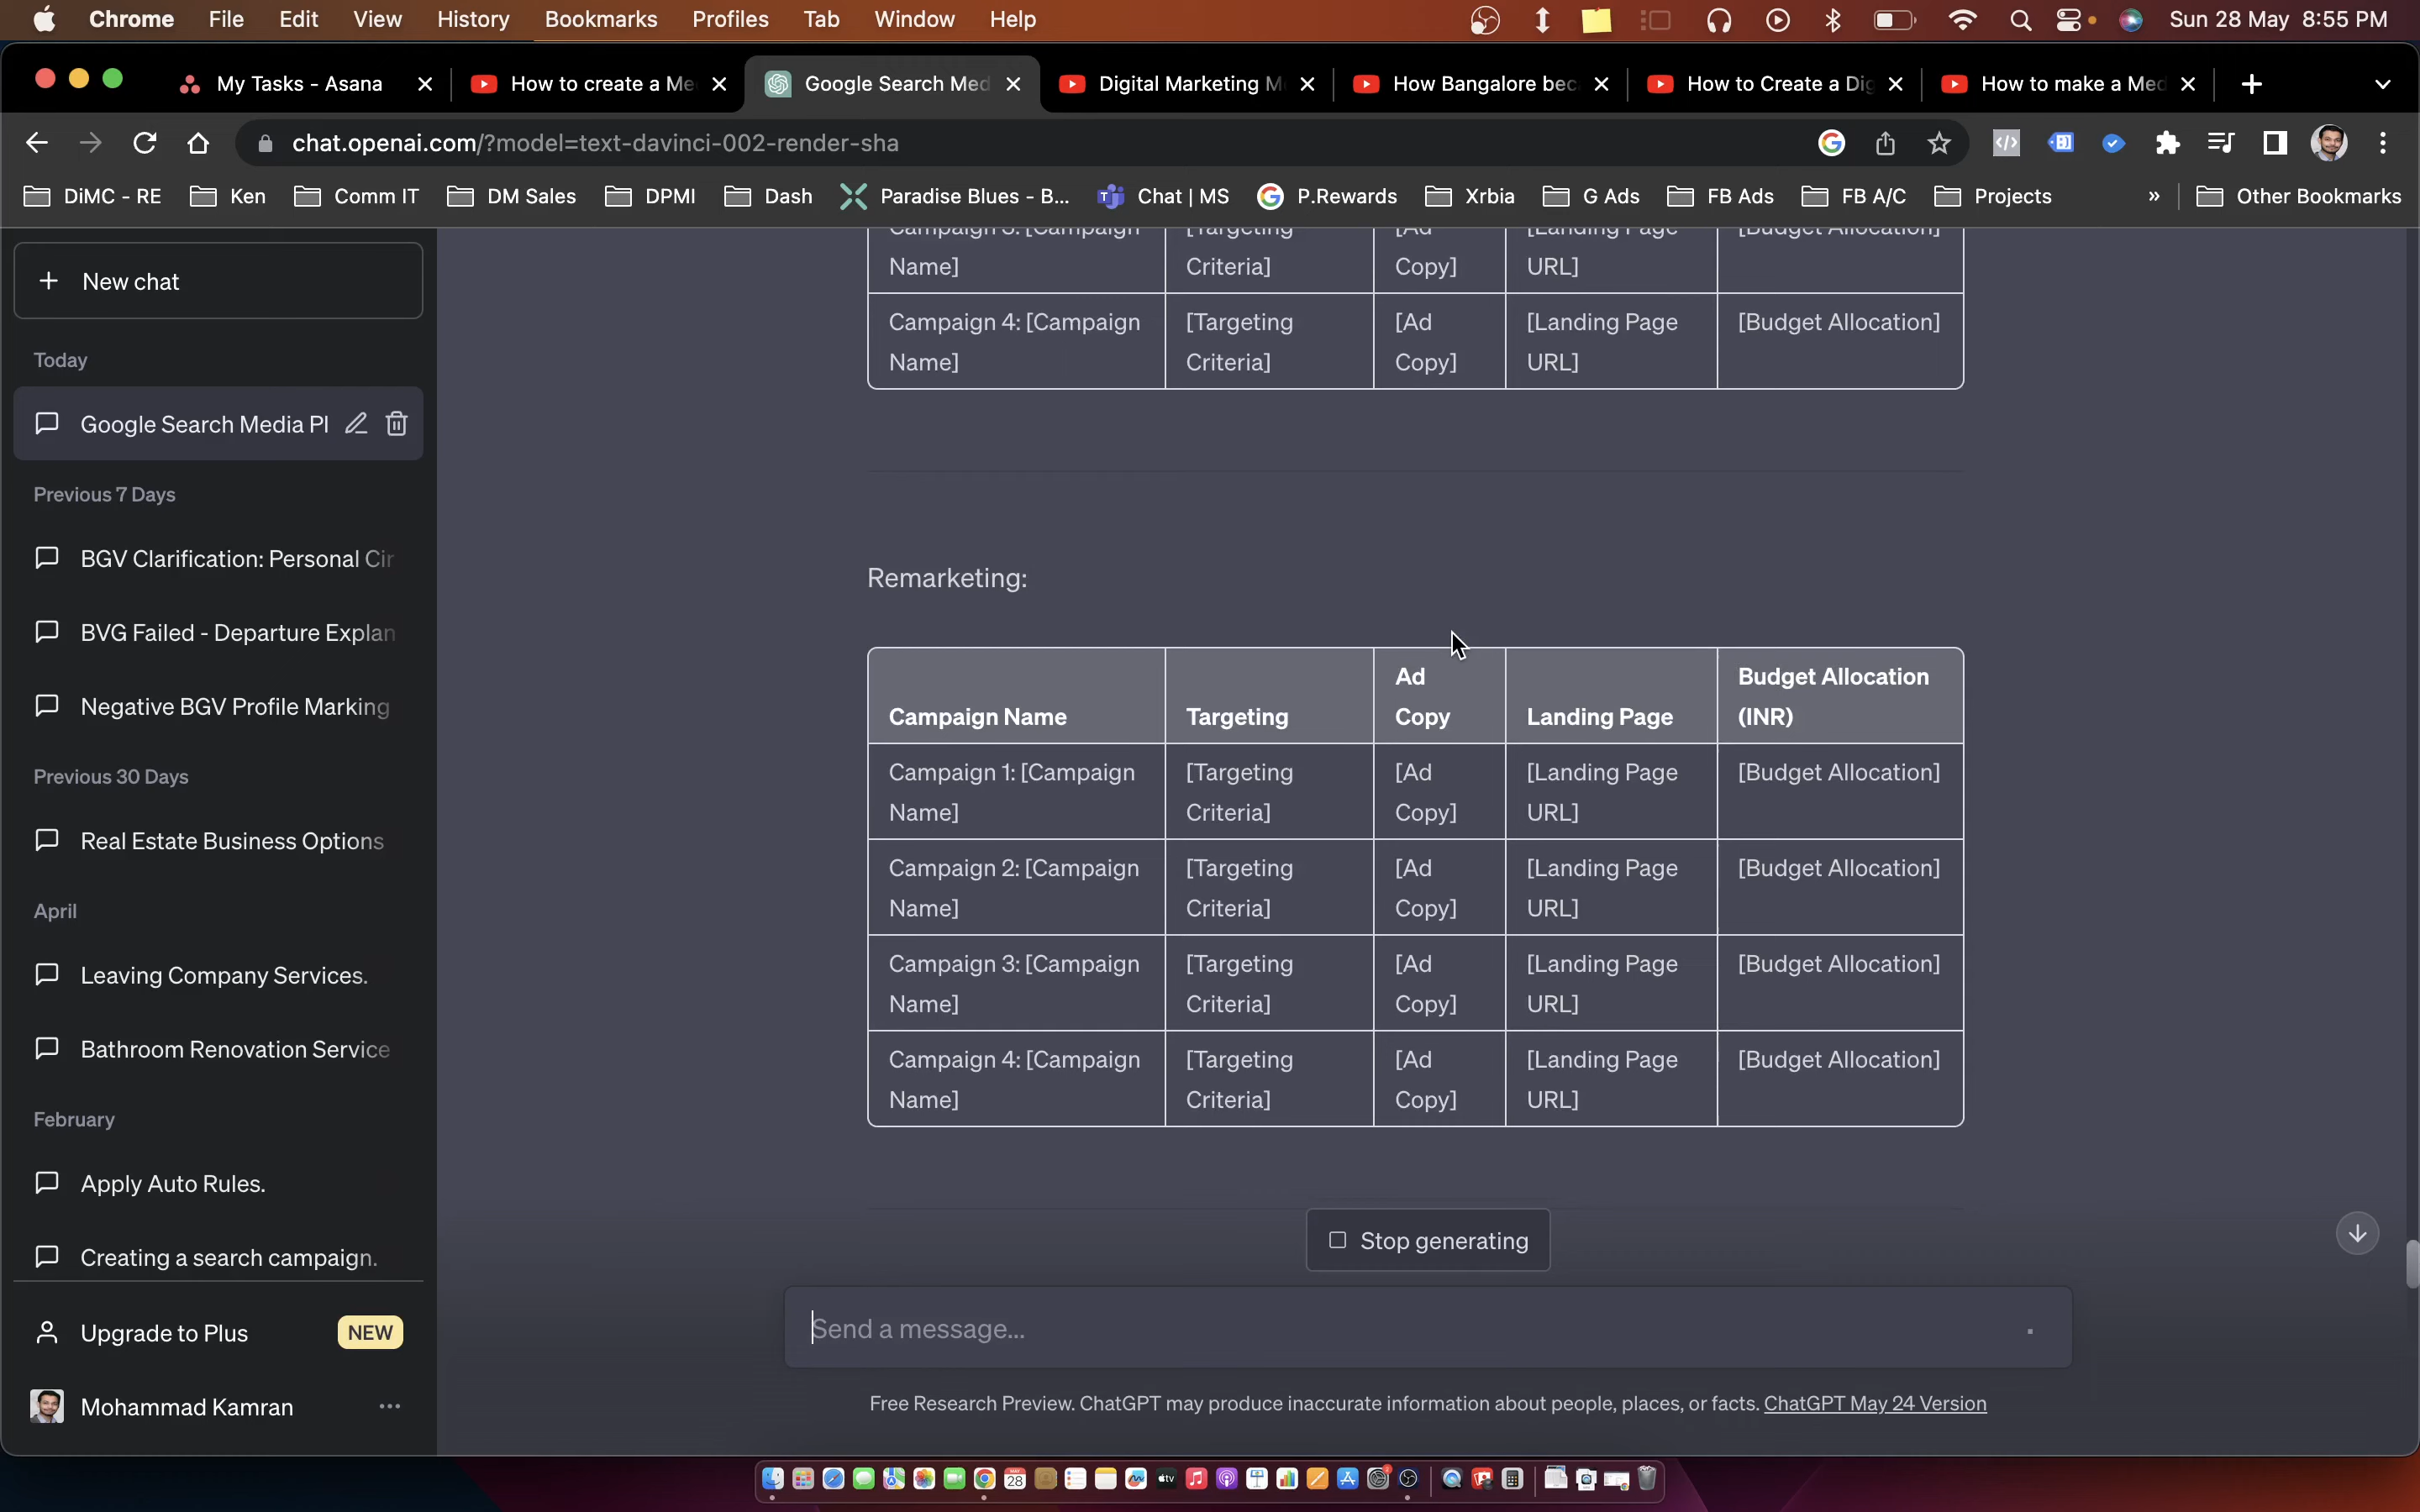 Chrome File Edit View History Bookmarks Profiles Tab Window Help Sun 28 May 8:55 PM
My Tasks - Asana How to create a Me Google Search Med Digital Marketing M How Bangalore bec How to Create a Dig How to make a Med
chat.openai.com/?model=text-davinci-002-render-sha
DiMC - RE Ken Comm IT DM Sales DPMI Dash Paradise Blues - B... Chat | MS P.Rewards Xrbia G Ads FB Ads FB A/C Projects » Other Bookmarks
+ New chat
Today
Google Search Media Pl
Previous 7 Days
BGV Clarification: Personal Cir
BVG Failed - Departure Explan
Negative BGV Profile Marking
Previous 30 Days
Real Estate Business Options
April
Leaving Company Services.
Bathroom Renovation Service
February
Apply Auto Rules.
Creating a search campaign.
Upgrade to Plus NEW
Mohammad Kamran
Campaign 3: [Campaign [Targeting [Ad [Landing Page [Budget Allocation]
Name] Criteria] Copy] URL]
Campaign 4: [Campaign [Targeting [Ad [Landing Page [Budget Allocation]
Name] Criteria] Copy] URL]
Remarketing:
Ad Budget Allocation
Campaign Name Targeting Copy Landing Page (INR)
Campaign 1: [Campaign [Targeting [Ad [Landing Page [Budget Allocation]
Name] Criteria] Copy] URL]
Campaign 2: [Campaign [Targeting [Ad [Landing Page [Budget Allocation]
Name] Criteria] Copy] URL]
Campaign 3: [Campaign [Targeting [Ad [Landing Page [Budget Allocation]
Name] Criteria] Copy] URL]
Campaign 4: [Campaign [Targeting [Ad [Landing Page [Budget Allocation]
Name] Criteria] Copy] URL]
Stop generating
Send a message...
Free Research Preview. ChatGPT may produce inaccurate information about people, places, or facts. ChatGPT May 24 Version